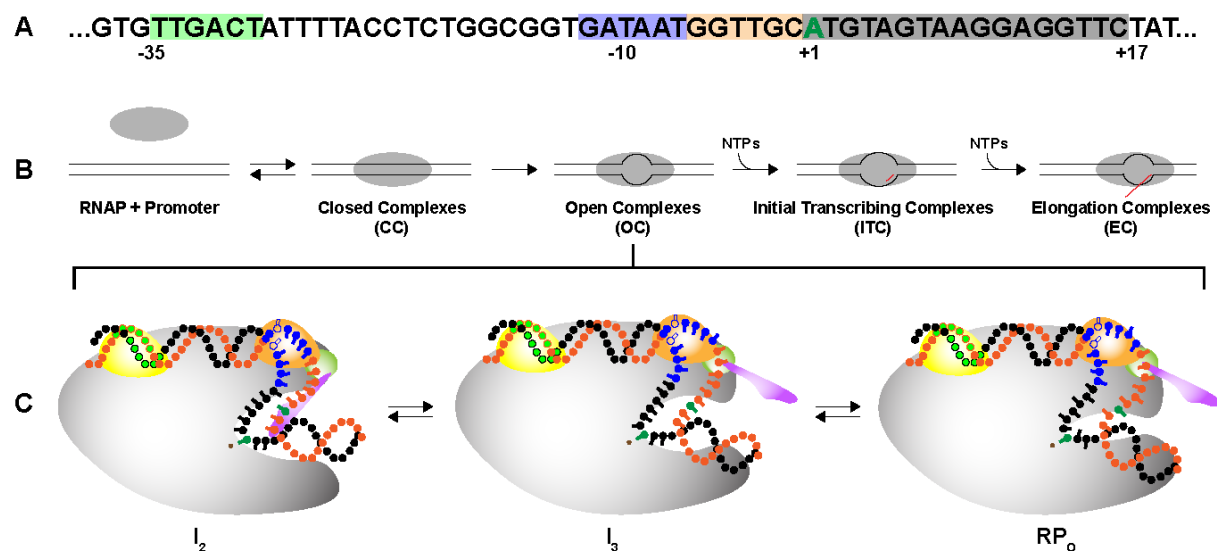 A ...GTGTTGACTATTTTACCTCTGGCGGTGATAATGGTTGCATGTAGTAAGGAGGTTCTAT...
-35 -10 +1 +17
NTPs NTPs
B
RNAP + Promoter Closed Complexes Open Complexes Initial Transcribing Complexes Elongation Complexes
(CC) (OC) (ITC) (EC)
C
I2 I3 RPO